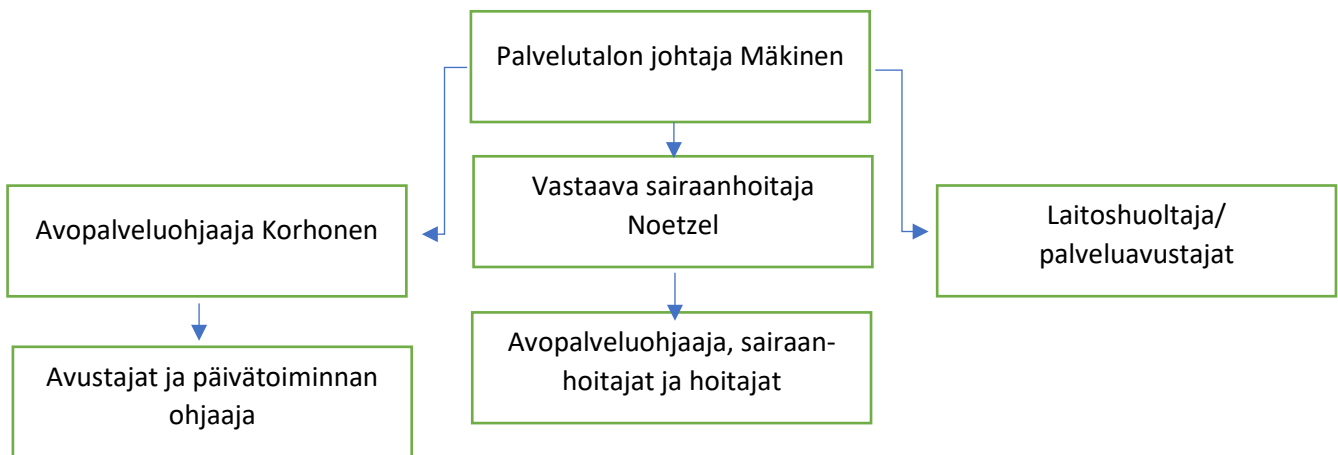 Palvelutalon johtaja Mäkinen
Vastaava sairaanhoitaja
Noetzel
Avopalveluohjaaja Korhonen
Laitoshuoltaja/
palveluavustajat
Avopalveluohjaaja, sairaan-
hoitajat ja hoitajat
Avustajat ja päivätoiminnan
ohjaaja